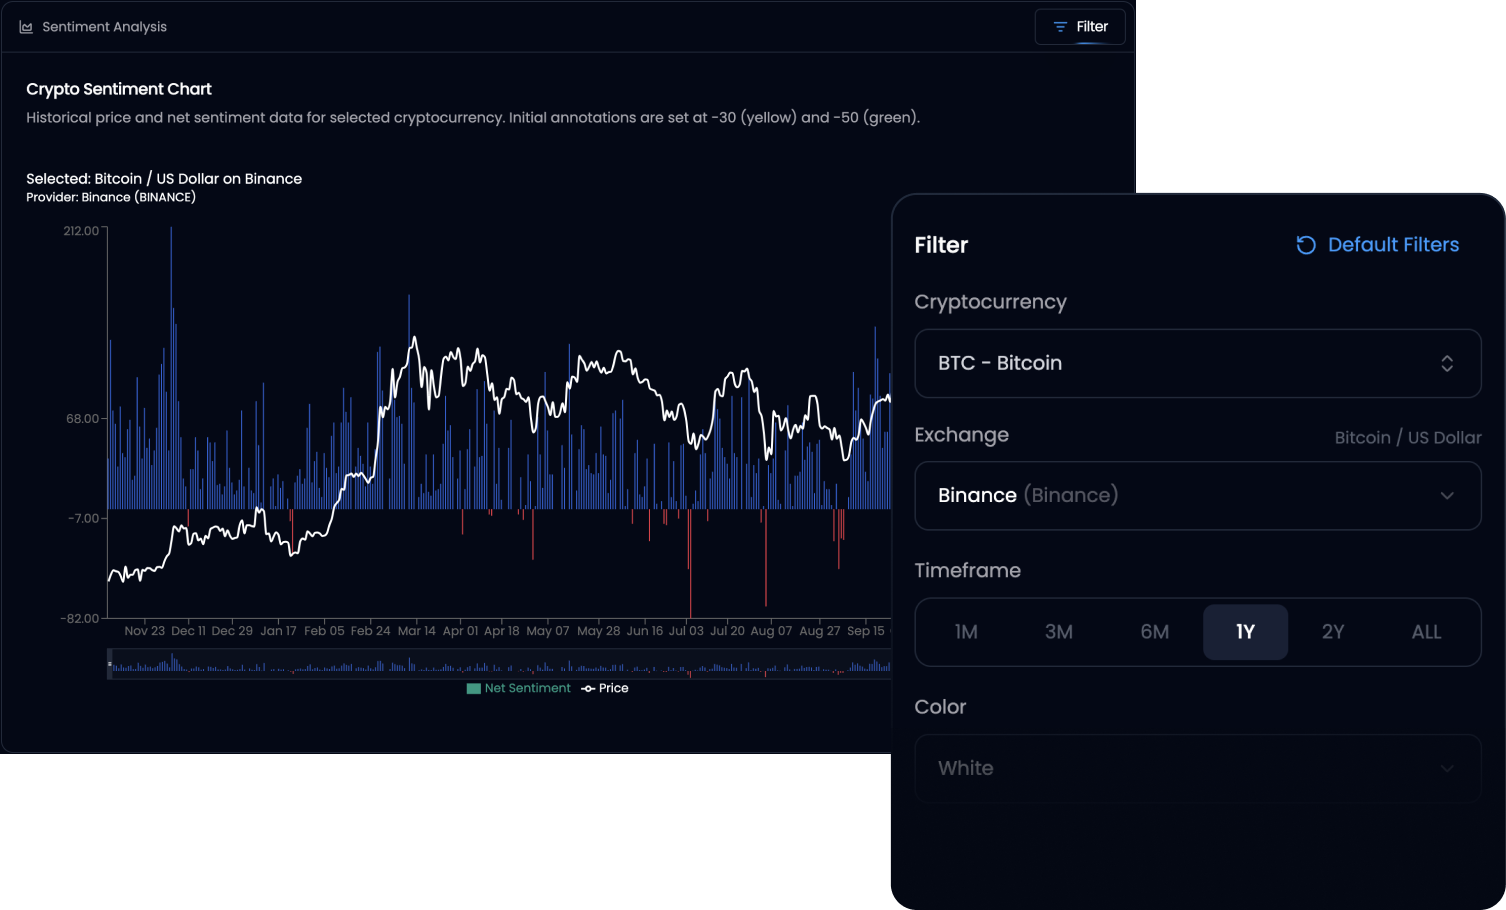 Sentiment Analysis
Filter
Crypto Sentiment Chart
Historical price and net sentiment data for selected cryptocurrency. Initial annotations are set at -30 (yellow) and -50 (green).
Selected: Bitcoin / US Dollar on Binance
Provider: Binance (BINANCE)
212.00
68.00
-7.00
-82.00
Nov 23 Dec 11 Dec 29 Jan 17 Feb 05 Feb 24 Mar 14 Apr 01 Apr 18 May 07 May 28 Jun 16 Jul 03 Jul 20 Aug 07 Aug 27 Sep 15
Net Sentiment Price
Filter
Default Filters
Cryptocurrency
BTC - Bitcoin
Exchange
Bitcoin / US Dollar
Binance (Binance)
Timeframe
1M 3M 6M 1Y 2Y ALL
Color
White